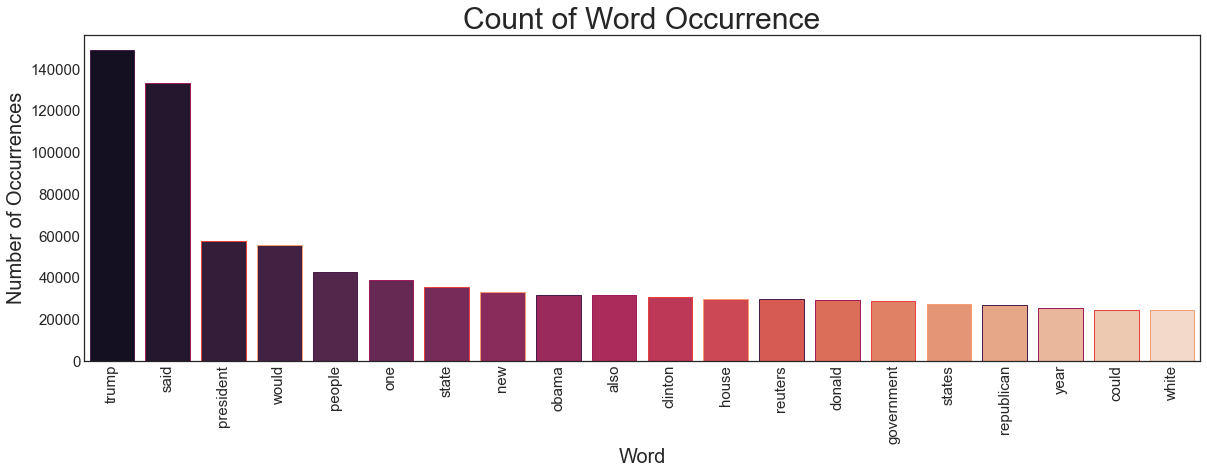 Count of Word Occurrence
Number of Occurrences
140000
120000
100000
80000
60000
40000
20000
0
trump
said
president
would
people
one
state
new
obama
also
clinton
house
reuters
donald
government
states
republican
year
could
white
Word